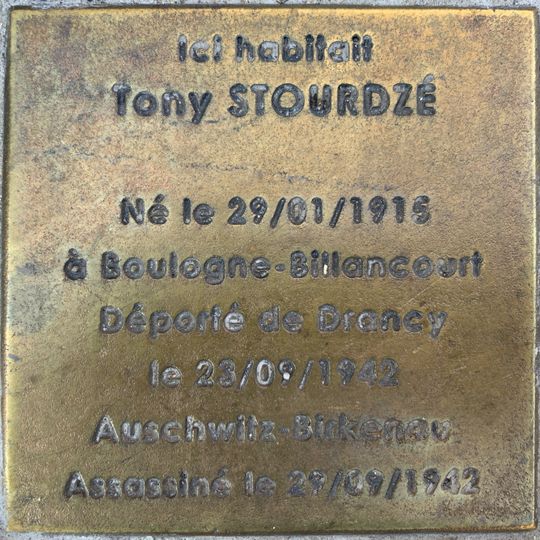 Ici habitait
Tony STOURDZÉ
Né le 29/01/1915
à Boulogne-Billancourt
Déporté de Drancy
le 23/09/1942
Auschwitz-Birkenau
Assassiné le 29/09/1942